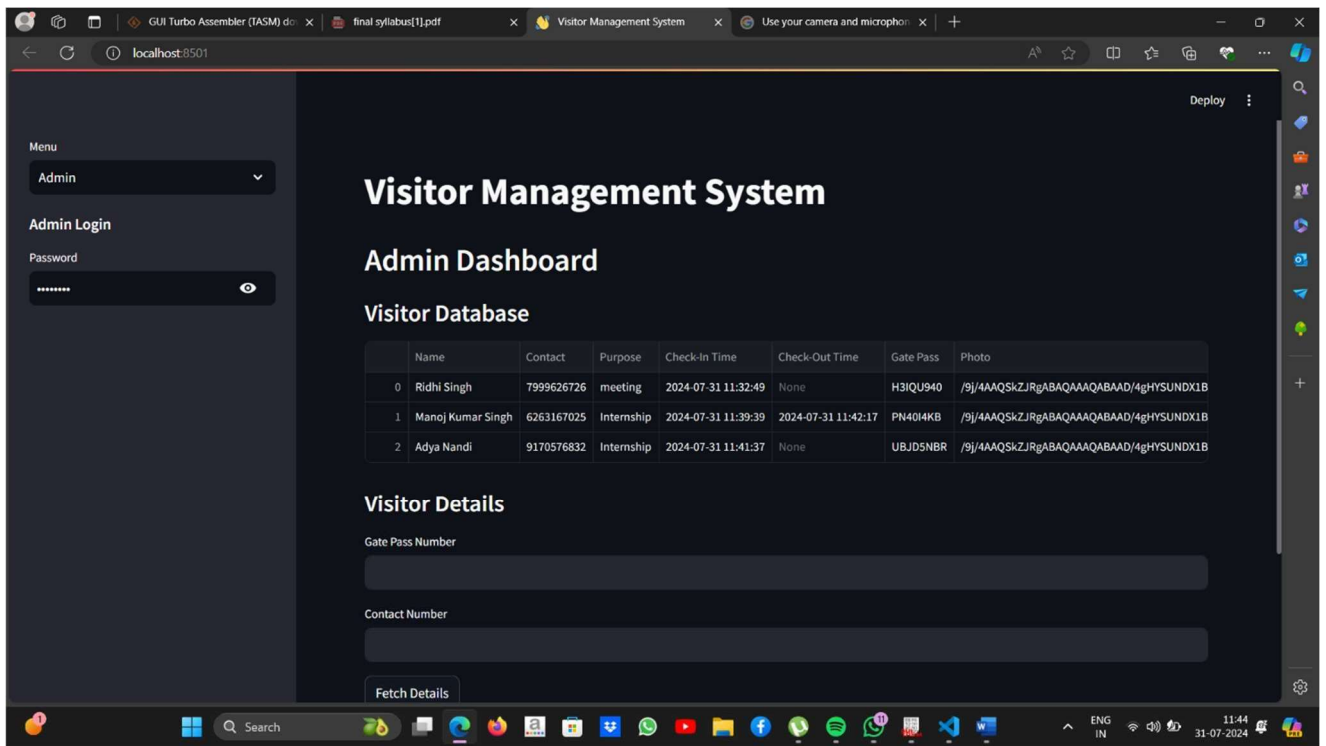 GUI Turbo Assembler (TASM) do
final syllabus[1].pdf
Visitor Management System
Use your camera and microphon
localhost:8501
Deploy
Menu
Admin
Admin Login
Password
Visitor Management System
Admin Dashboard
Visitor Database
Name Contact Purpose Check-In Time Check-Out Time Gate Pass Photo
0 Ridhi Singh 7999626726 meeting 2024-07-31 11:32:49 None H3IQU940 /9j/4AAQSkZJRgABAQAAAQABAAD/4gHYSUNDX1B
1 Manoj Kumar Singh 6263167025 Internship 2024-07-31 11:39:39 2024-07-31 11:42:17 PN40I4KB /9j/4AAQSkZJRgABAQAAAQABAAD/4gHYSUNDX1B
2 Adya Nandi 9170576832 Internship 2024-07-31 11:41:37 None UBJD5NBR /9j/4AAQSkZJRgABAQAAAQABAAD/4gHYSUNDX1B
Visitor Details
Gate Pass Number
Contact Number
Fetch Details
1
Search
ENG
IN
11:44
31-07-2024